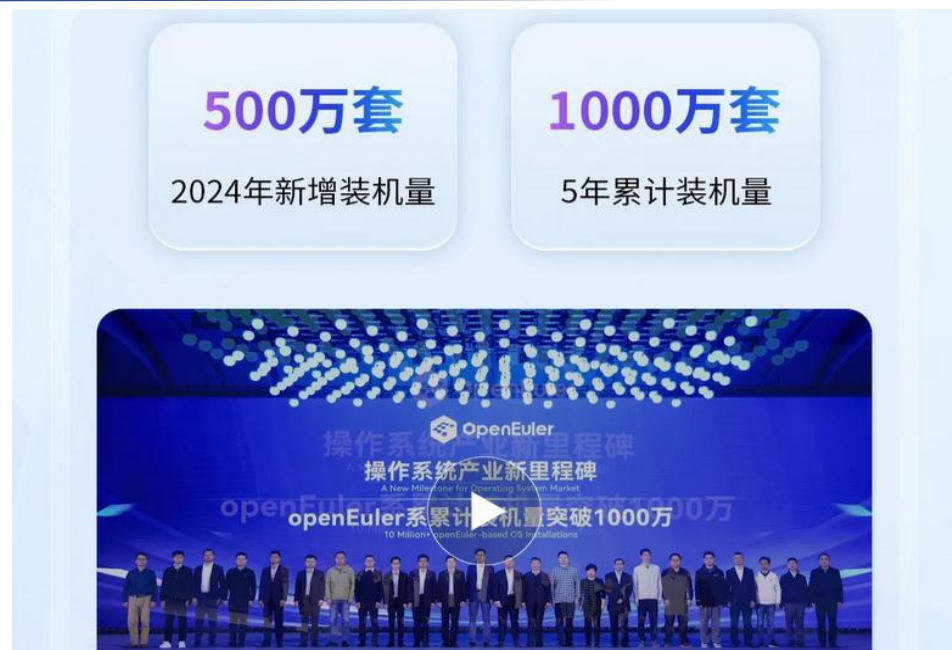 500万套
2024年新增装机量
1000万套
5年累计装机量
OpenEuler
操作系统产业新里程碑
A New Milestone for Operating System Market
openEuler系累计装机量突破1000万
10 Million+ openEuler-based OS Installations